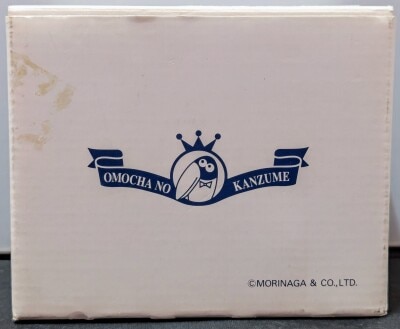 OMOCHA NO KANZUME
©MORINAGA & CO.,LTD.